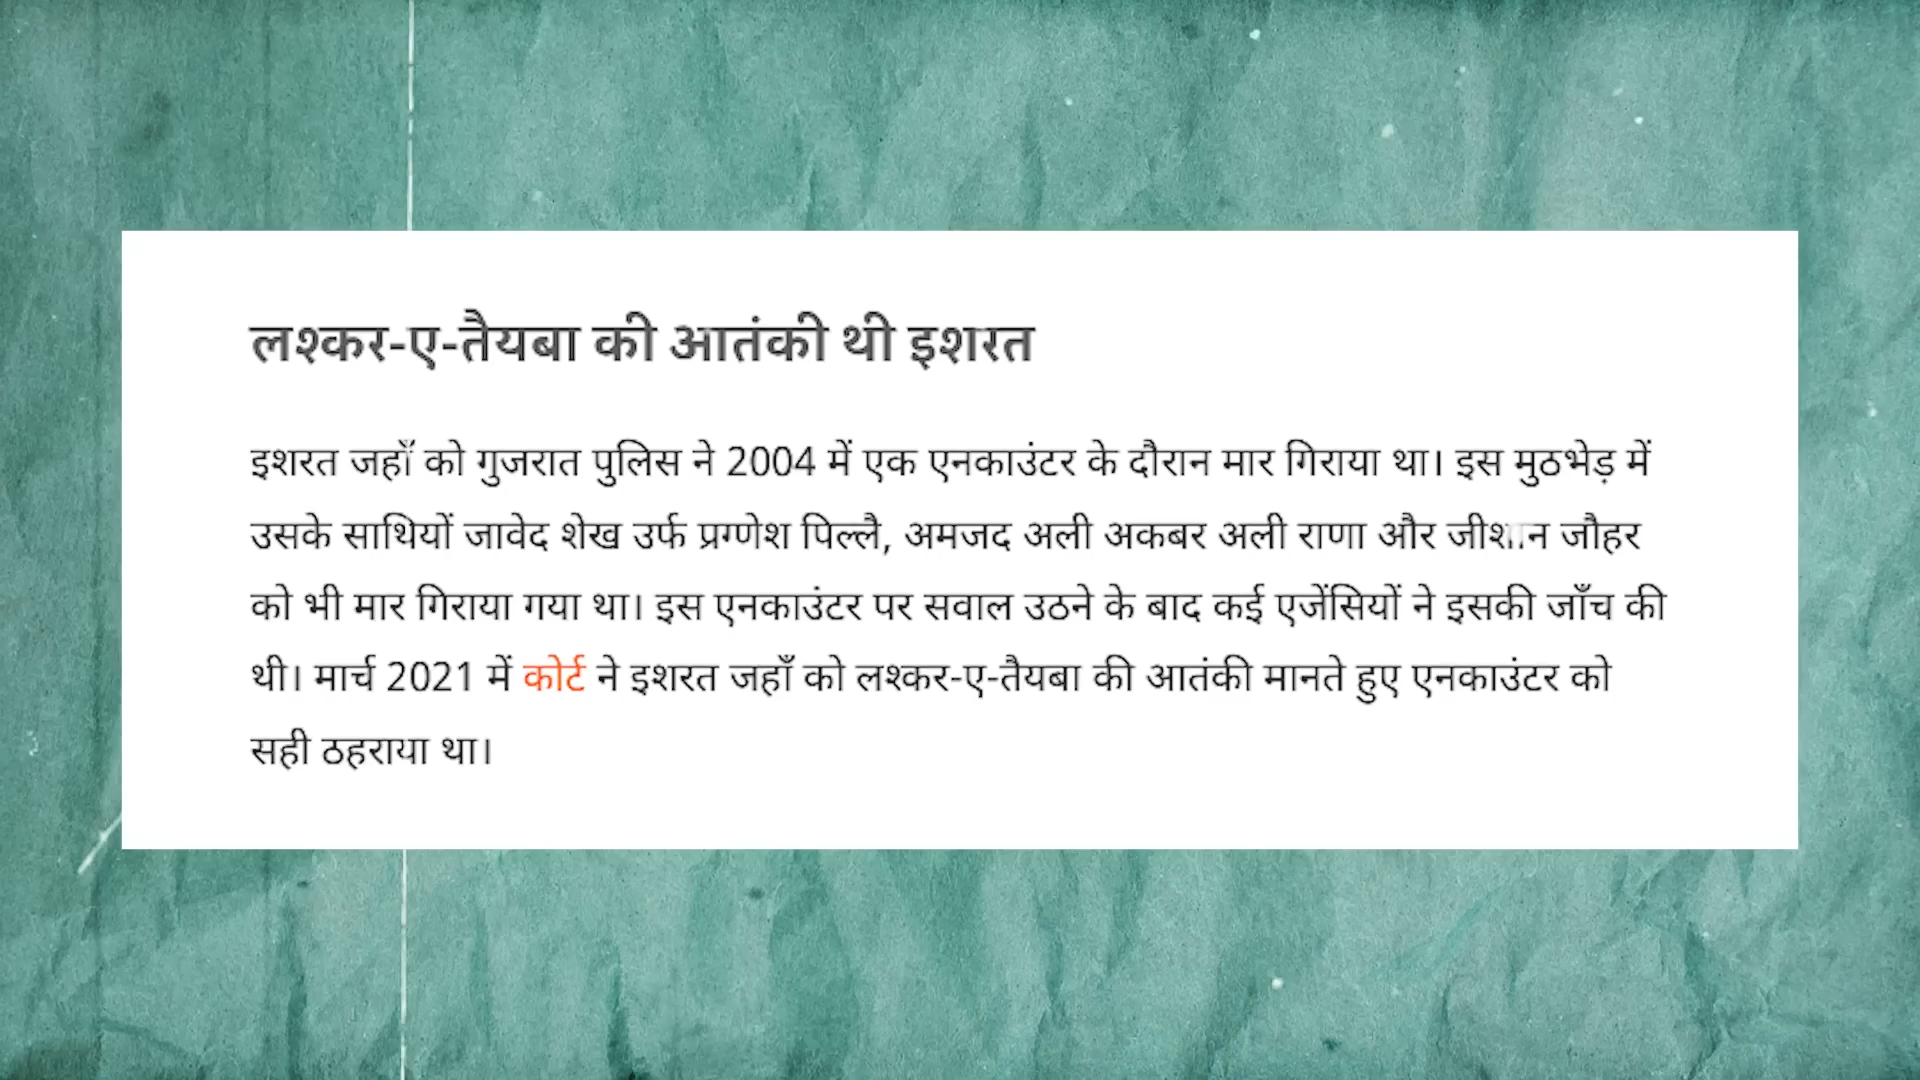 लश्कर-ए-तैयबा की आतंकी थी इशरत
इशरत जहाँ को गुजरात पुलिस ने 2004 में एक एनकाउंटर के दौरान मार गिराया था। इस मुठभेड़ में
उसके साथियों जावेद शेख उर्फ प्रग्णेश पिल्लै, अमजद अली अकबर अली राणा और जीशान जौहर
को भी मार गिराया गया था। इस एनकाउंटर पर सवाल उठने के बाद कई एजेंसियों ने इसकी जाँच की
थी। मार्च 2021 में कोर्ट ने इशरत जहाँ को लश्कर-ए-तैयबा की आतंकी मानते हुए एनकाउंटर को
सही ठहराया था।